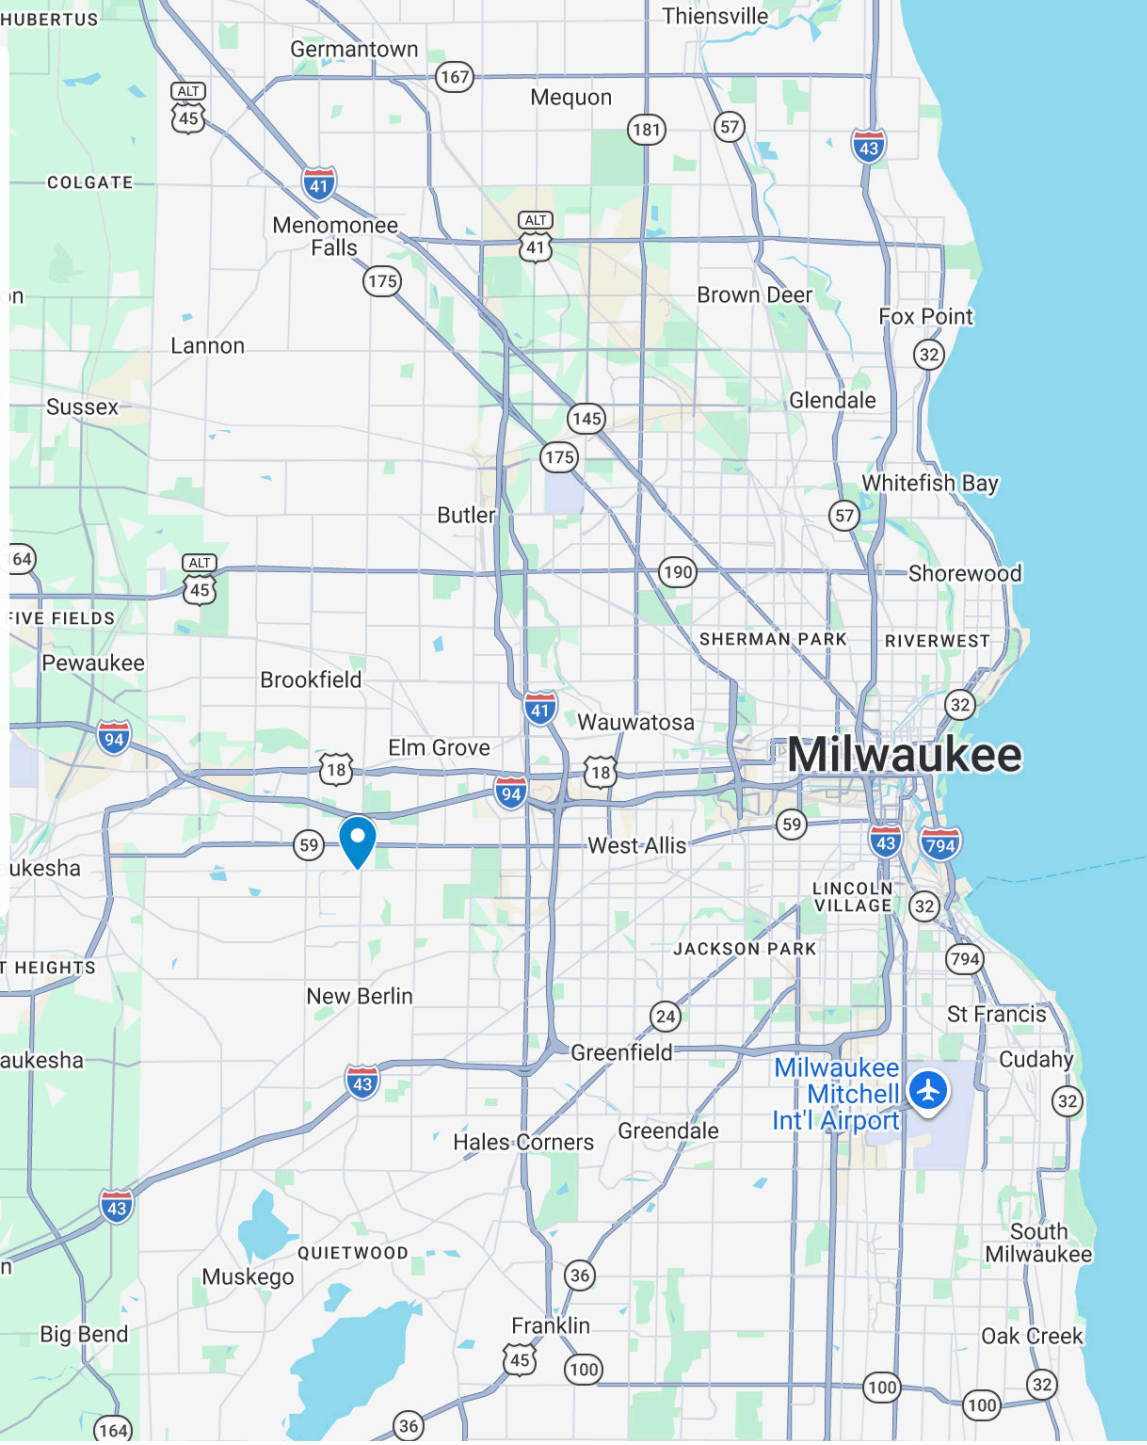 HUBERTUS
Thiensville
Germantown
167
ALT
45
Mequon
181
57
43
COLGATE
41
Menomonee
Falls
ALT
41
175
Brown Deer
Fox Point
Lannon
32
Sussex
Glendale
145
175
Whitefish Bay
Butler
57
64
ALT
45
190
Shorewood
FIVE FIELDS
SHERMAN PARK
RIVERWEST
Pewaukee
Brookfield
41
32
Wauwatosa
94
Elm Grove
Milwaukee
18
18
94
59
59
West Allis
43
794
ukesha
LINCOLN
VILLAGE
32
JACKSON PARK
794
T HEIGHTS
New Berlin
24
St Francis
Greenfield
aukesha
Cudahy
Milwaukee
Mitchell
Int'l Airport
43
32
Greendale
Hales Corners
43
South
Milwaukee
QUIETWOOD
Muskego
36
Franklin
Big Bend
Oak Creek
45
100
100
32
100
36
164